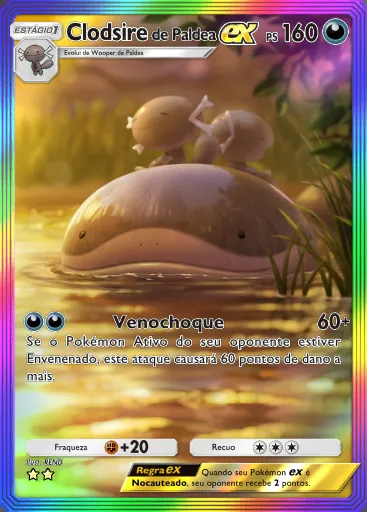 ESTÁGIO 1
Clodsire de Paldea ex PS 160
Evolui de Wooper de Paldea
Venochoque 60+
Se o Pokémon Ativo do seu oponente estiver
Envenenado, este ataque causará 60 pontos de dano a
mais.
Fraqueza +20 Recuo
Ilust. RENG
Regra ex Quando seu Pokémon ex é
Nocauteado, seu oponente recebe 2 pontos.